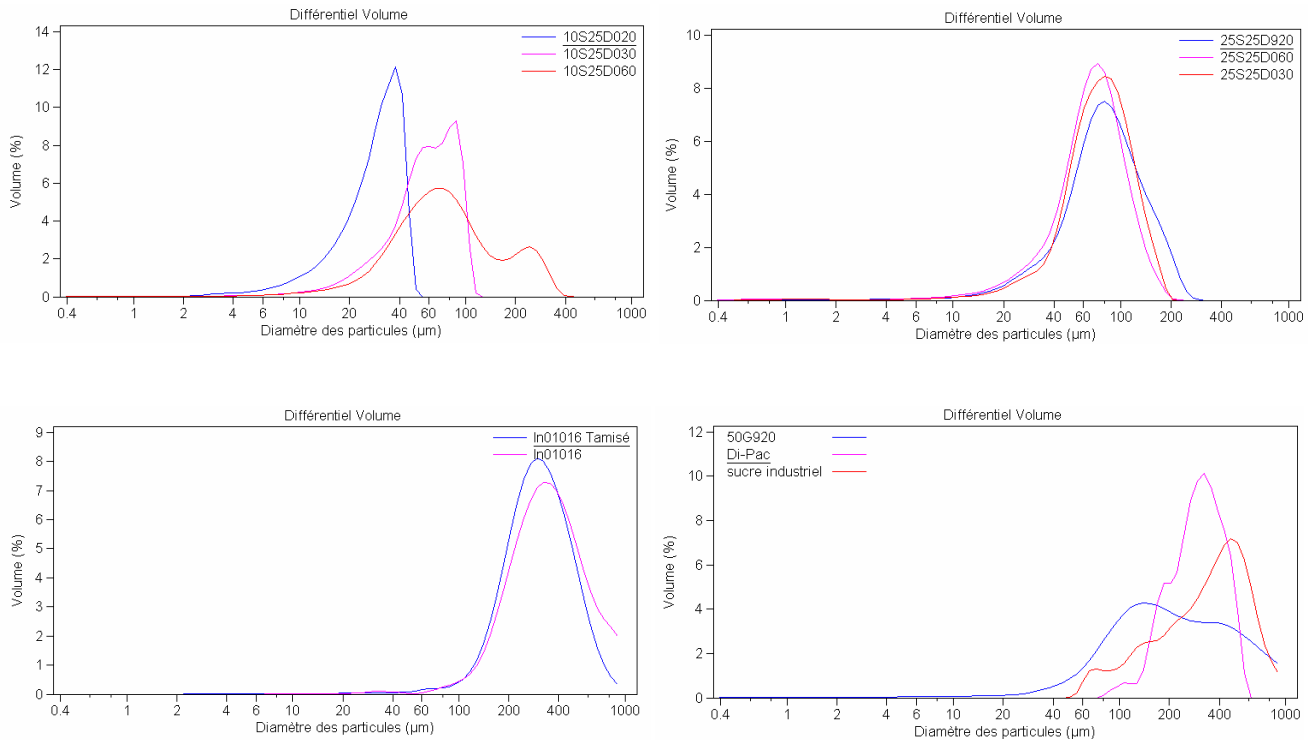 Différentiel Volume
14
12
10
8
6
4
2
0
Volume (%)
10S25D020
10S25D030
10S25D060
0.4 1 2 4 6 10 20 40 60 100 200 400 1000
Diamètre des particules (µm)
Différentiel Volume
10
8
6
4
2
0
Volume (%)
25S25D920
25S25D060
25S25D030
0.4 1 2 4 6 10 20 40 60 100 200 400 1000
Diamètre des particules (µm)
Différentiel Volume
9
8
7
6
5
4
3
2
1
0
Volume (%)
In01016 Tamisé
In01016
0.4 1 2 4 6 10 20 40 60 100 200 400 1000
Diamètre des particules (µm)
Différentiel Volume
12
10
8
6
4
2
0
Volume (%)
50G920
Di-Pac
sucre industriel
0.4 1 2 4 6 10 20 40 60 100 200 400 1000
Diamètre des particules (µm)